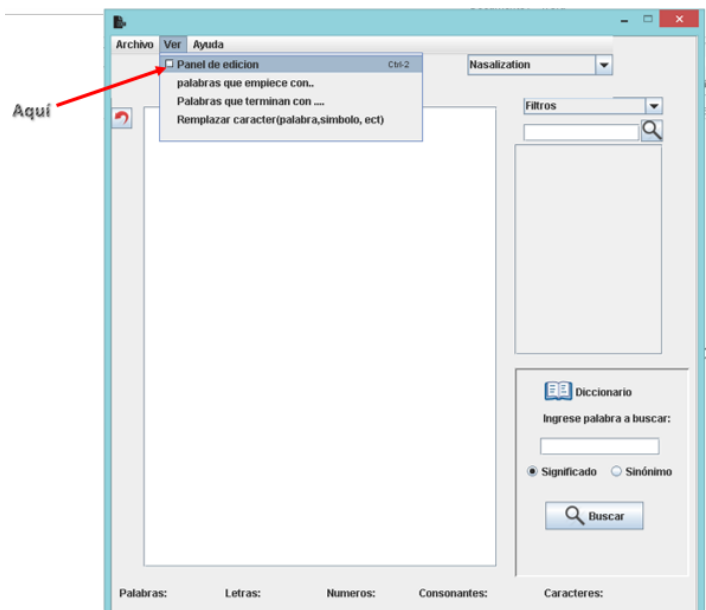 Archivo Ver Ayuda
Panel de edicion Ctrl-2
Nasalization
palabras que empiece con..
Palabras que terminan con ....
Remplazar caracter(palabra,simbolo, ect)
Aquí
Filtros
Diccionario
Ingrese palabra a buscar:
Significado Sinónimo
Buscar
Palabras: Letras: Numeros: Consonantes: Caracteres: